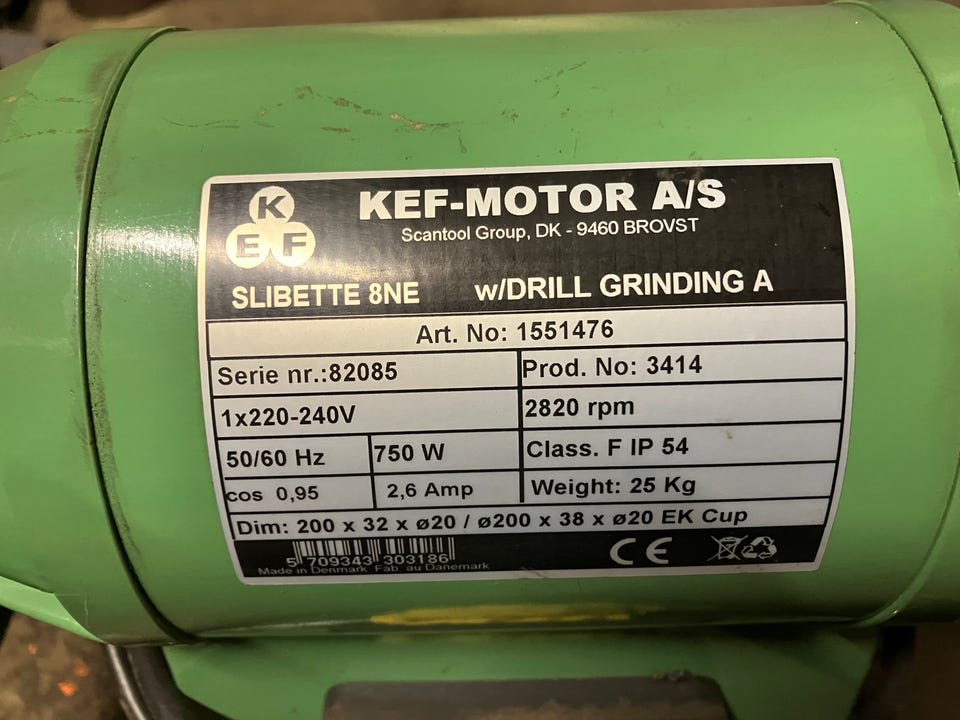 K
E F
KEF-MOTOR A/S
Scantool Group, DK - 9460 BROVST
SLIBETTE 8NE w/DRILL GRINDING A
Art. No: 1551476
Serie nr.:82085 Prod. No: 3414
1x220-240V 2820 rpm
50/60 Hz 750 W Class. F IP 54
cos 0,95 2,6 Amp Weight: 25 Kg
Dim: 200 x 32 x ø20 / ø200 x 38 x ø20 EK Cup
5 709343 303186 CE
Made in Denmark Fab au Danemark